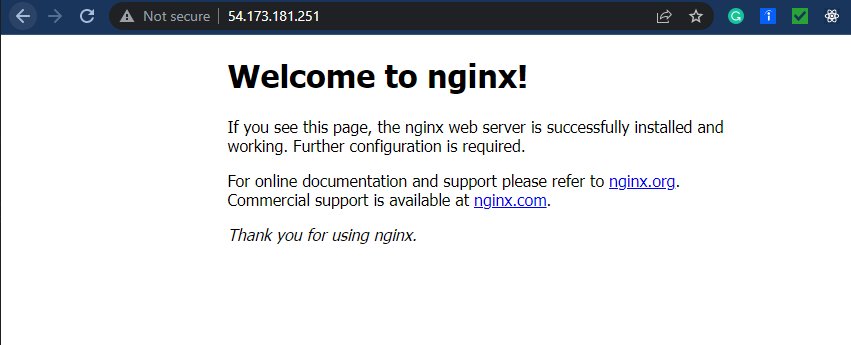 Not secure | 54.173.181.251
Welcome to nginx!
If you see this page, the nginx web server is successfully installed and
working. Further configuration is required.
For online documentation and support please refer to nginx.org.
Commercial support is available at nginx.com.
Thank you for using nginx.